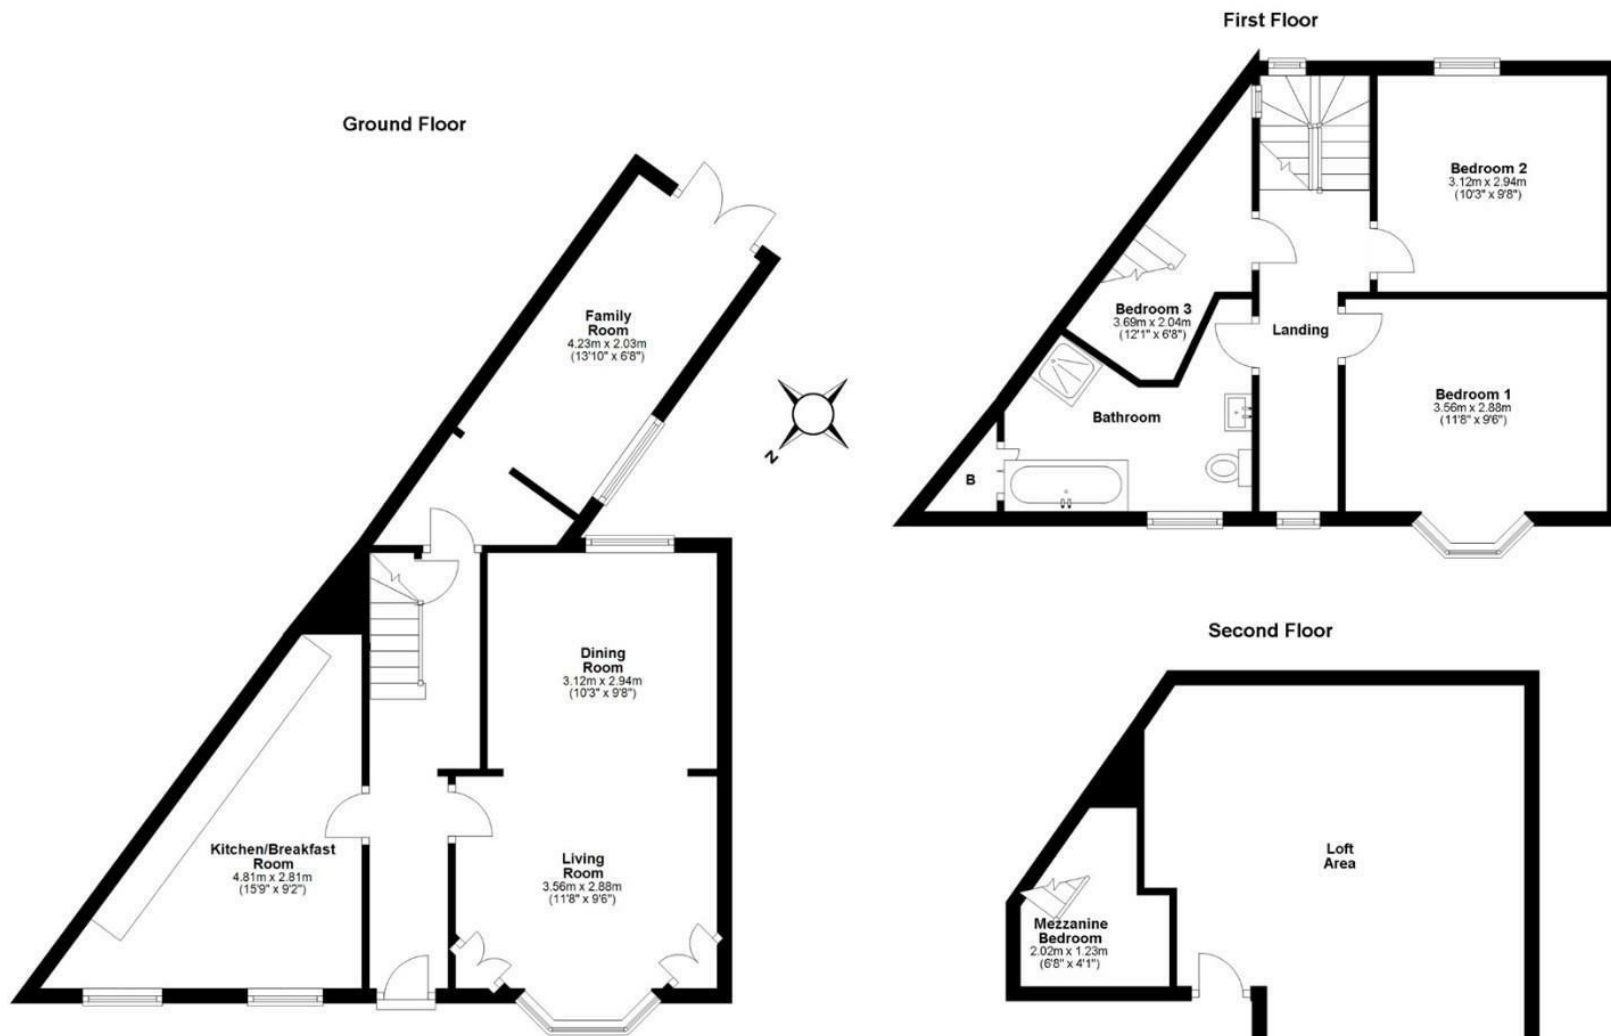 Ground Floor
Family
Room
4.23m x 2.03m
(13'10" x 6'8")
N
Dining
Room
3.12m x 2.94m
(10'3" x 9'8")
Kitchen/Breakfast
Room
4.81m x 2.81m
(15'9" x 9'2")
Living
Room
3.56m x 2.88m
(11'8" x 9'6")
First Floor
Bedroom 2
3.12m x 2.94m
(10'3" x 9'8")
Bedroom 3
3.69m x 2.04m
(12'1" x 6'8")
Landing
Bedroom 1
3.56m x 2.88m
(11'8" x 9'6")
Bathroom
B
Second Floor
Loft
Area
Mezzanine
Bedroom
2.02m x 1.23m
(6'8" x 4'1")